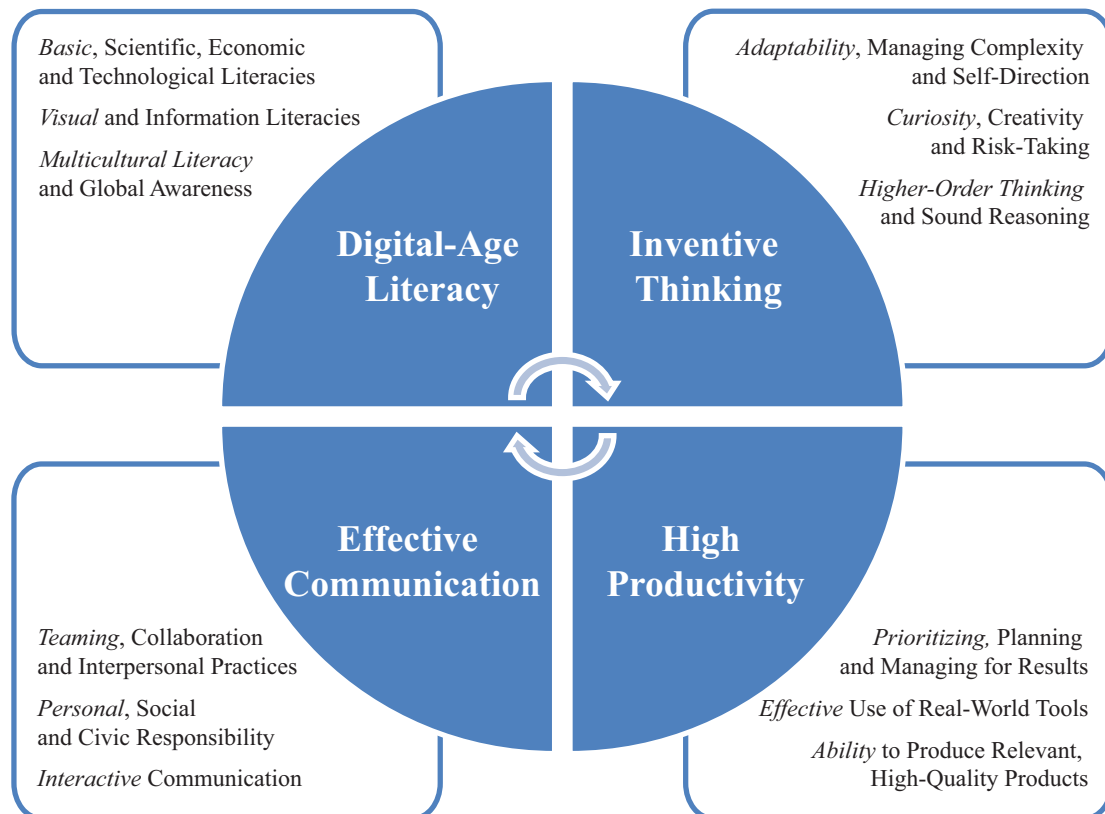 Basic, Scientific, Economic
and Technological Literacies
Visual and Information Literacies
Multicultural Literacy
and Global Awareness
Adaptability, Managing Complexity
and Self-Direction
Curiosity, Creativity
and Risk-Taking
Higher-Order Thinking
and Sound Reasoning
Digital-Age
Literacy
Inventive
Thinking
Effective
Communication
High
Productivity
Teaming, Collaboration
and Interpersonal Practices
Personal, Social
and Civic Responsibility
Interactive Communication
Prioritizing, Planning
and Managing for Results
Effective Use of Real-World Tools
Ability to Produce Relevant,
High-Quality Products